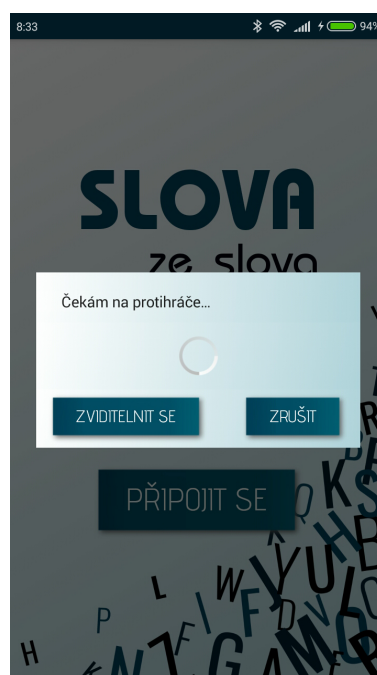 8:33 94%
SLOVA
ze slova
Čekám na protihráče...
ZVIDITELNIT SE ZRUŠIT
PŘIPOJIT SE